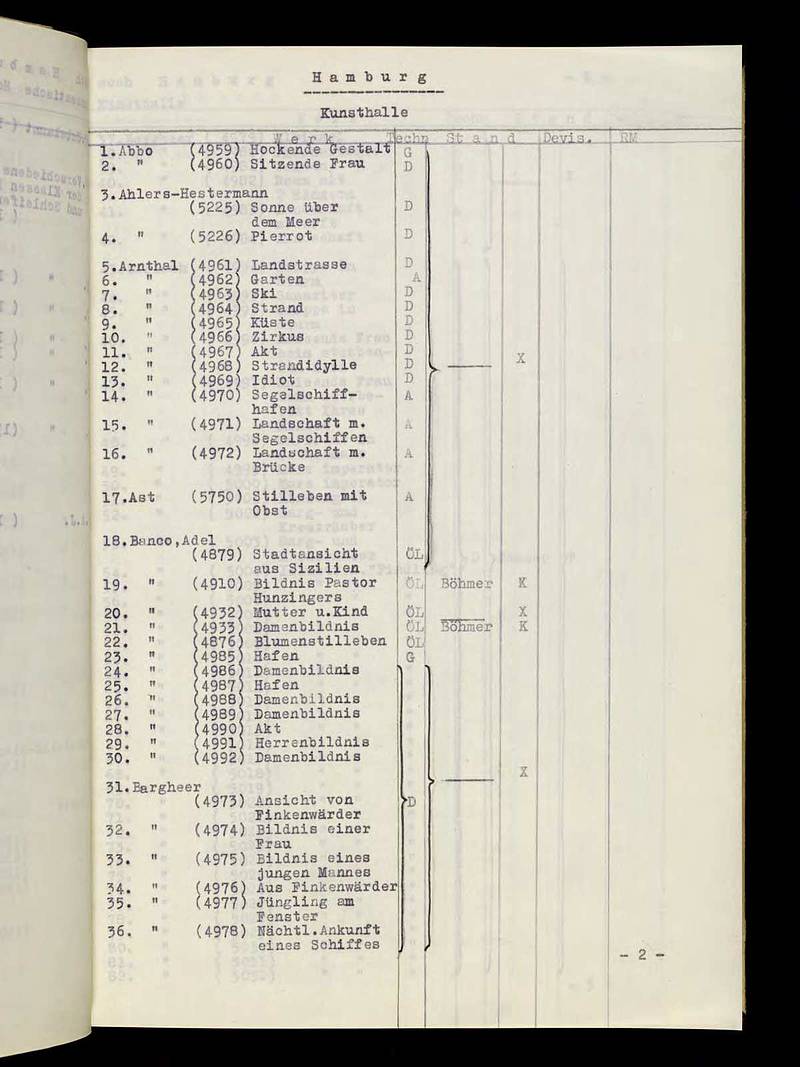 Hamburg
Kunsthalle
Werk Techn Stand Devis. RM
1.Abbo (4959) Hockende Gestalt G
2. " (4960) Sitzende Frau D
3.Ahlers-Hestermann
(5225) Sonne über D
dem Meer
4. " (5226) Pierrot D
5.Arnthal (4961) Landstrasse D
6. " (4962) Garten A
7. " (4963) Ski D
8. " (4964) Strand D
9. " (4965) Küste D
10. " (4966) Zirkus D
11. " (4967) Akt D
12. " (4968) Strandidylle D X
13. " (4969) Idiot D
14. " (4970) Segelschiff- A
hafen
15. " (4971) Landschaft m. A
Segelschiffen
16. " (4972) Landschaft m. A
Brücke
17.Ast (5750) Stilleben mit A
Obst
18.Banco,Adel
(4879) Stadtansicht ÖL
aus Sizilien
19. " (4910) Bildnis Pastor ÖL Böhmer K
Hunzingers
20. " (4932) Mutter u.Kind ÖL X
21. " (4933) Damenbildnis ÖL Böhmer K
22. " (4876) Blumenstilleben ÖL
23. " (4985) Hafen G
24. " (4986) Damenbildnis
25. " (4987) Hafen
26. " (4988) Damenbildnis
27. " (4989) Damenbildnis
28. " (4990) Akt
29. " (4991) Herrenbildnis
30. " (4992) Damenbildnis
X
31.Bargheer
(4973) Ansicht von D
Finkenwärder
32. " (4974) Bildnis einer
Frau
33. " (4975) Bildnis eines
jungen Mannes
34. " (4976) Aus Finkenwärder
35. " (4977) Jüngling am
Fenster
36. " (4978) Nächtl.Ankunft
eines Schiffes
- 2 -